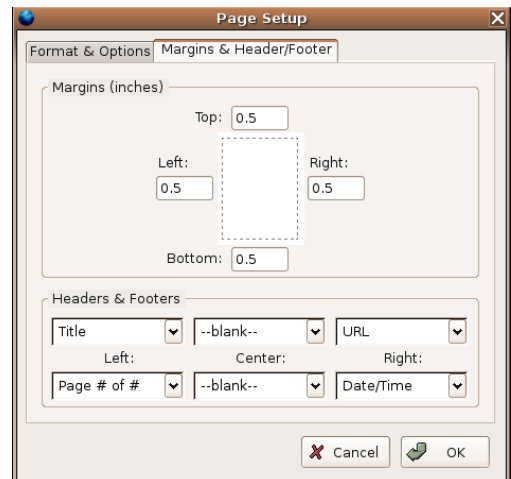 Page Setup
Format & Options Margins & Header/Footer
Margins (inches)
Top: 0.5
Left: Right:
0.5 0.5
Bottom: 0.5
Headers & Footers
Title --blank-- URL
Left: Center: Right:
Page # of # --blank-- Date/Time
Cancel OK